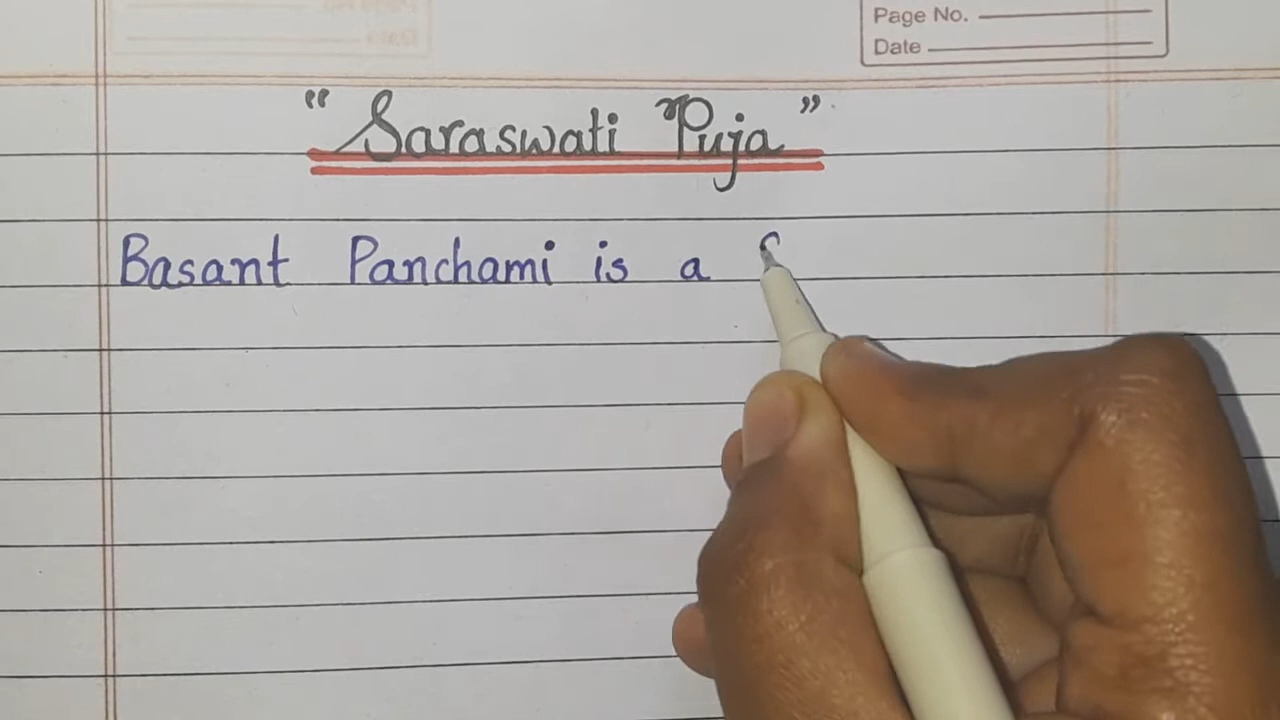 Page No.
Date
“Saraswati Puja”
Basant Panchami is a